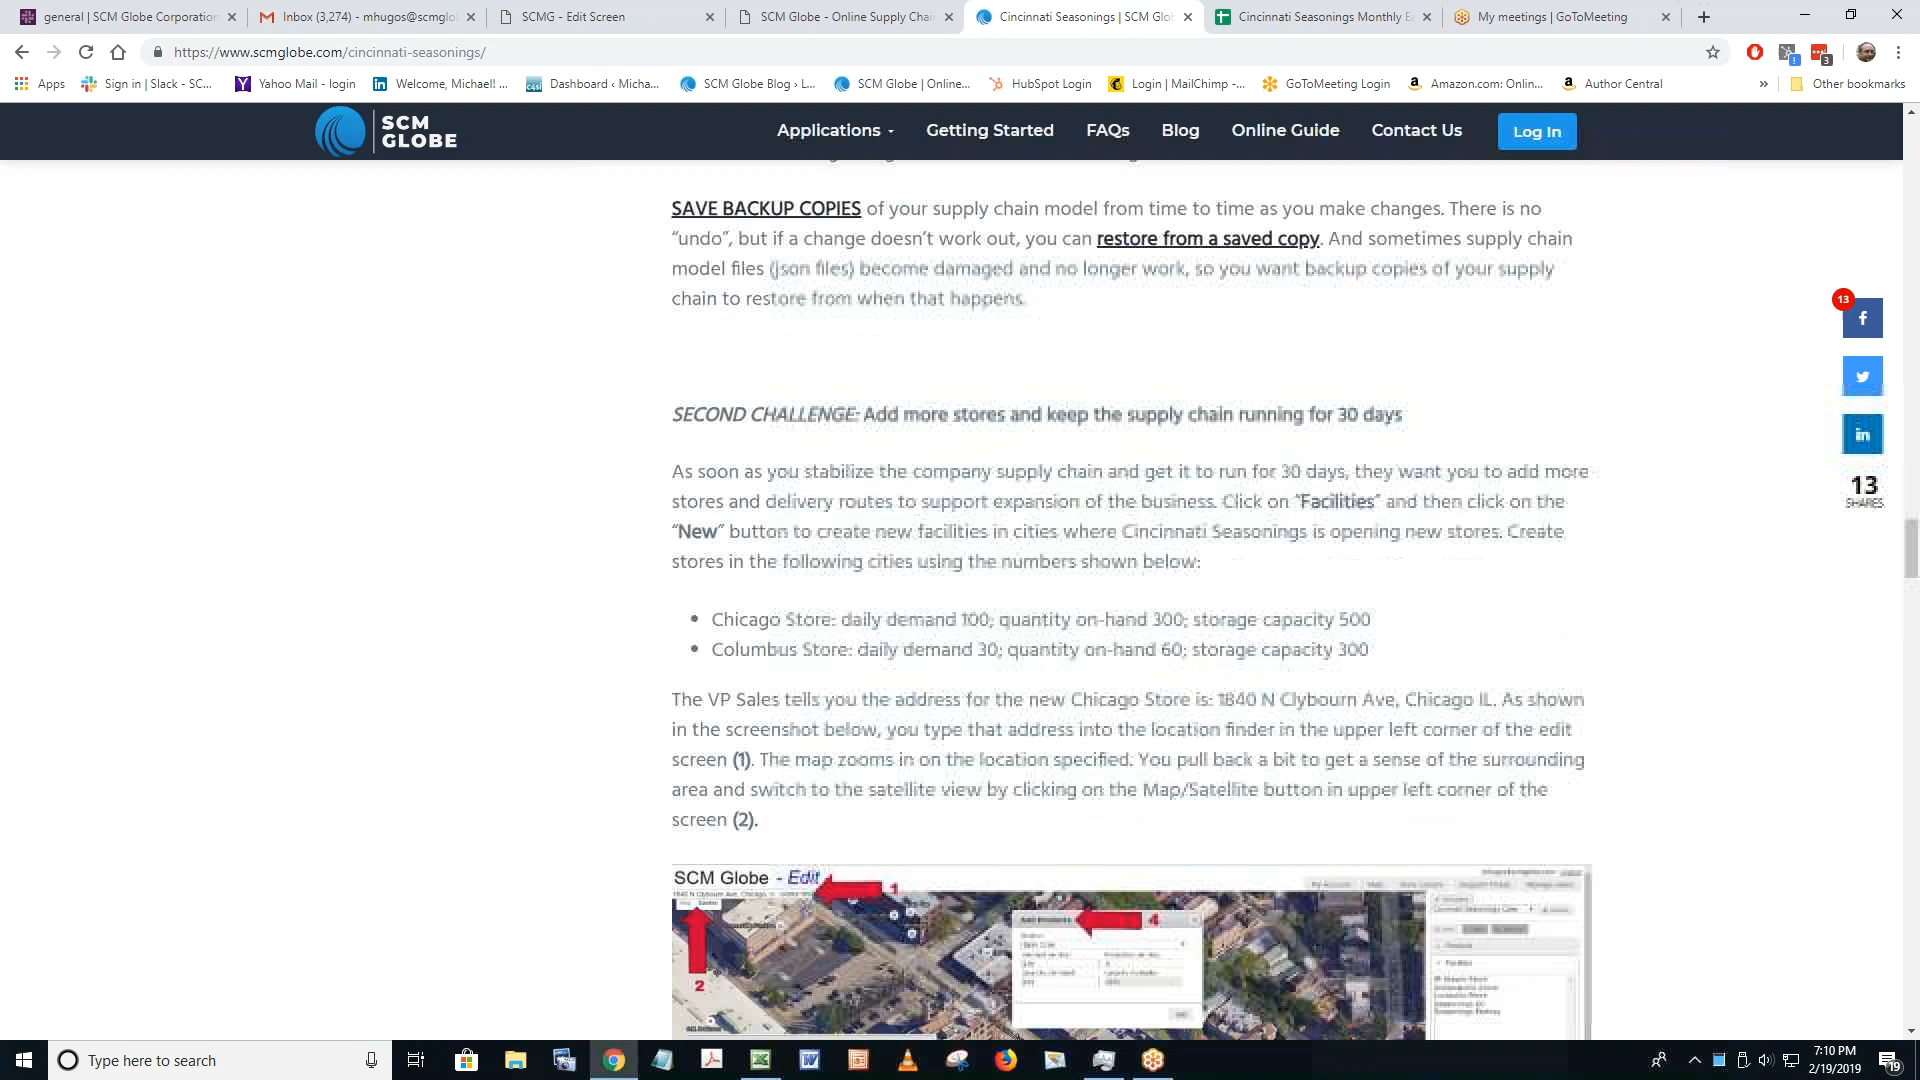 general | SCM Globe Corporation
Inbox (3,274) - mhugos@scmglo
SCMG - Edit Screen
SCM Globe - Online Supply Chai
Cincinnati Seasonings | SCM Glo
Cincinnati Seasonings Monthly E
My meetings | GoToMeeting
https://www.scmglobe.com/cincinnati-seasonings/
Apps
Sign in | Slack - SC...
Yahoo Mail - login
Welcome, Michael! ...
Dashboard ‹ Micha...
SCM Globe Blog › L...
SCM Globe | Online...
HubSpot Login
Login | MailChimp -...
GoToMeeting Login
Amazon.com: Onlin...
Author Central
»
Other bookmarks
SCM GLOBE
Applications
Getting Started
FAQs
Blog
Online Guide
Contact Us
Log In
SAVE BACKUP COPIES of your supply chain model from time to time as you make changes. There is no
“undo”, but if a change doesn’t work out, you can restore from a saved copy. And sometimes supply chain
model files (json files) become damaged and no longer work, so you want backup copies of your supply
chain to restore from when that happens.
SECOND CHALLENGE: Add more stores and keep the supply chain running for 30 days
As soon as you stabilize the company supply chain and get it to run for 30 days, they want you to add more
stores and delivery routes to support expansion of the business. Click on “Facilities” and then click on the
“New” button to create new facilities in cities where Cincinnati Seasonings is opening new stores. Create
stores in the following cities using the numbers shown below:
• Chicago Store: daily demand 100; quantity on-hand 300; storage capacity 500
• Columbus Store: daily demand 30; quantity on-hand 60; storage capacity 300
The VP Sales tells you the address for the new Chicago Store is: 1840 N Clybourn Ave, Chicago IL. As shown
in the screenshot below, you type that address into the location finder in the upper left corner of the edit
screen (1). The map zooms in on the location specified. You pull back a bit to get a sense of the surrounding
area and switch to the satellite view by clicking on the Map/Satellite button in upper left corner of the
screen (2).
SCM Globe - Edit
1
2
4
Add Products
13
f
in
13
SHARES
Type here to search
7:10 PM
2/19/2019
19